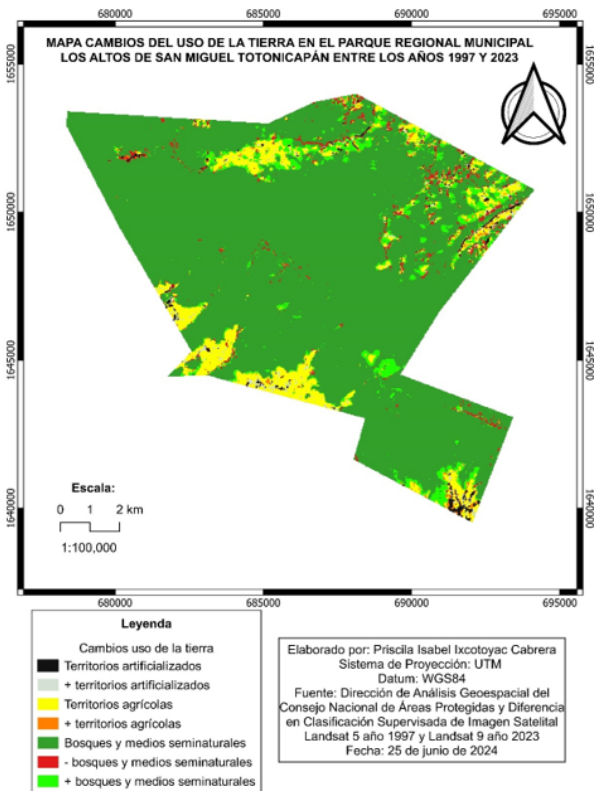 680000 685000 690000 695000
MAPA CAMBIOS DEL USO DE LA TIERRA EN EL PARQUE REGIONAL MUNICIPAL
LOS ALTOS DE SAN MIGUEL TOTONICAPÁN ENTRE LOS AÑOS 1997 Y 2023
1655000 1655000
1650000 1650000
1645000 1645000
1640000 1640000
Escala:
0 1 2 km
1:100,000
680000 685000 690000 695000
Leyenda
Cambios uso de la tierra
Territorios artificializados
+ territorios artificializados
Territorios agrícolas
+ territorios agrícolas
Bosques y medios seminaturales
- bosques y medios seminaturales
+ bosques y medios seminaturales
Elaborado por: Priscila Isabel Ixcotoyac Cabrera
Sistema de Proyección: UTM
Datum: WGS84
Fuente: Dirección de Análisis Geoespacial del
Consejo Nacional de Áreas Protegidas y Diferencia
en Clasificación Supervisada de Imagen Satelital
Landsat 5 año 1997 y Landsat 9 año 2023
Fecha: 25 de junio de 2024